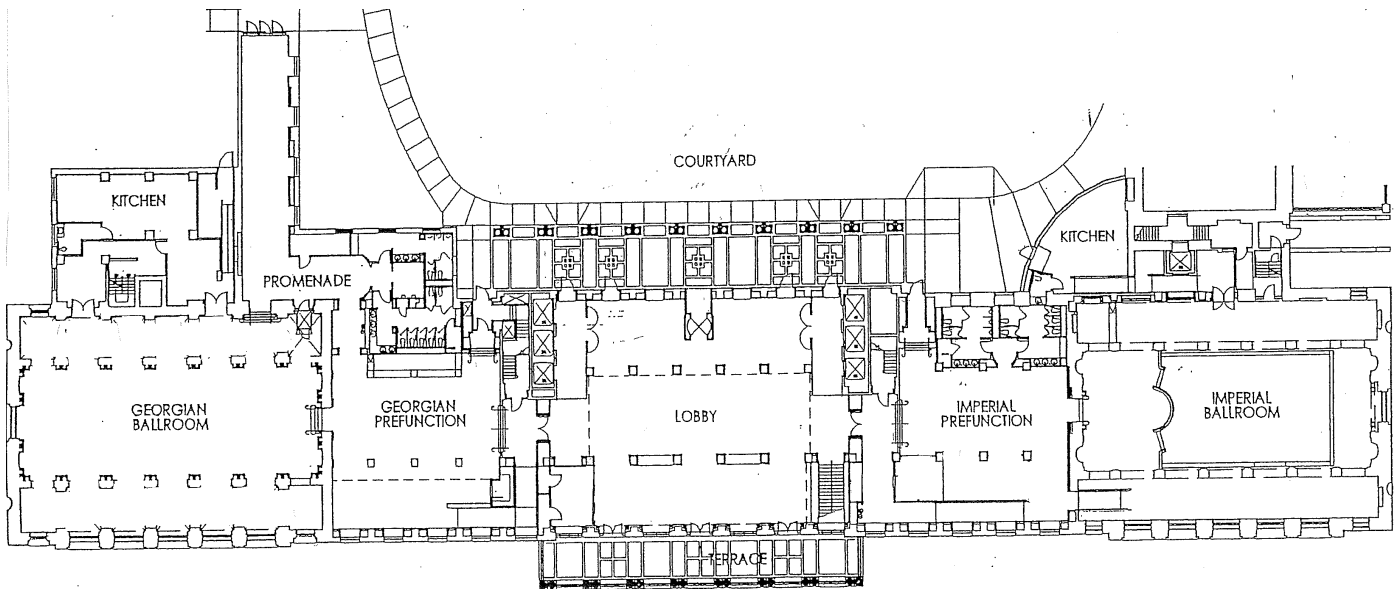 COURTYARD
KITCHEN
KITCHEN
PROMENADE
GEORGIAN
BALLROOM
GEORGIAN
PREFUNCTION
LOBBY
IMPERIAL
PREFUNCTION
IMPERIAL
BALLROOM
TERRACE